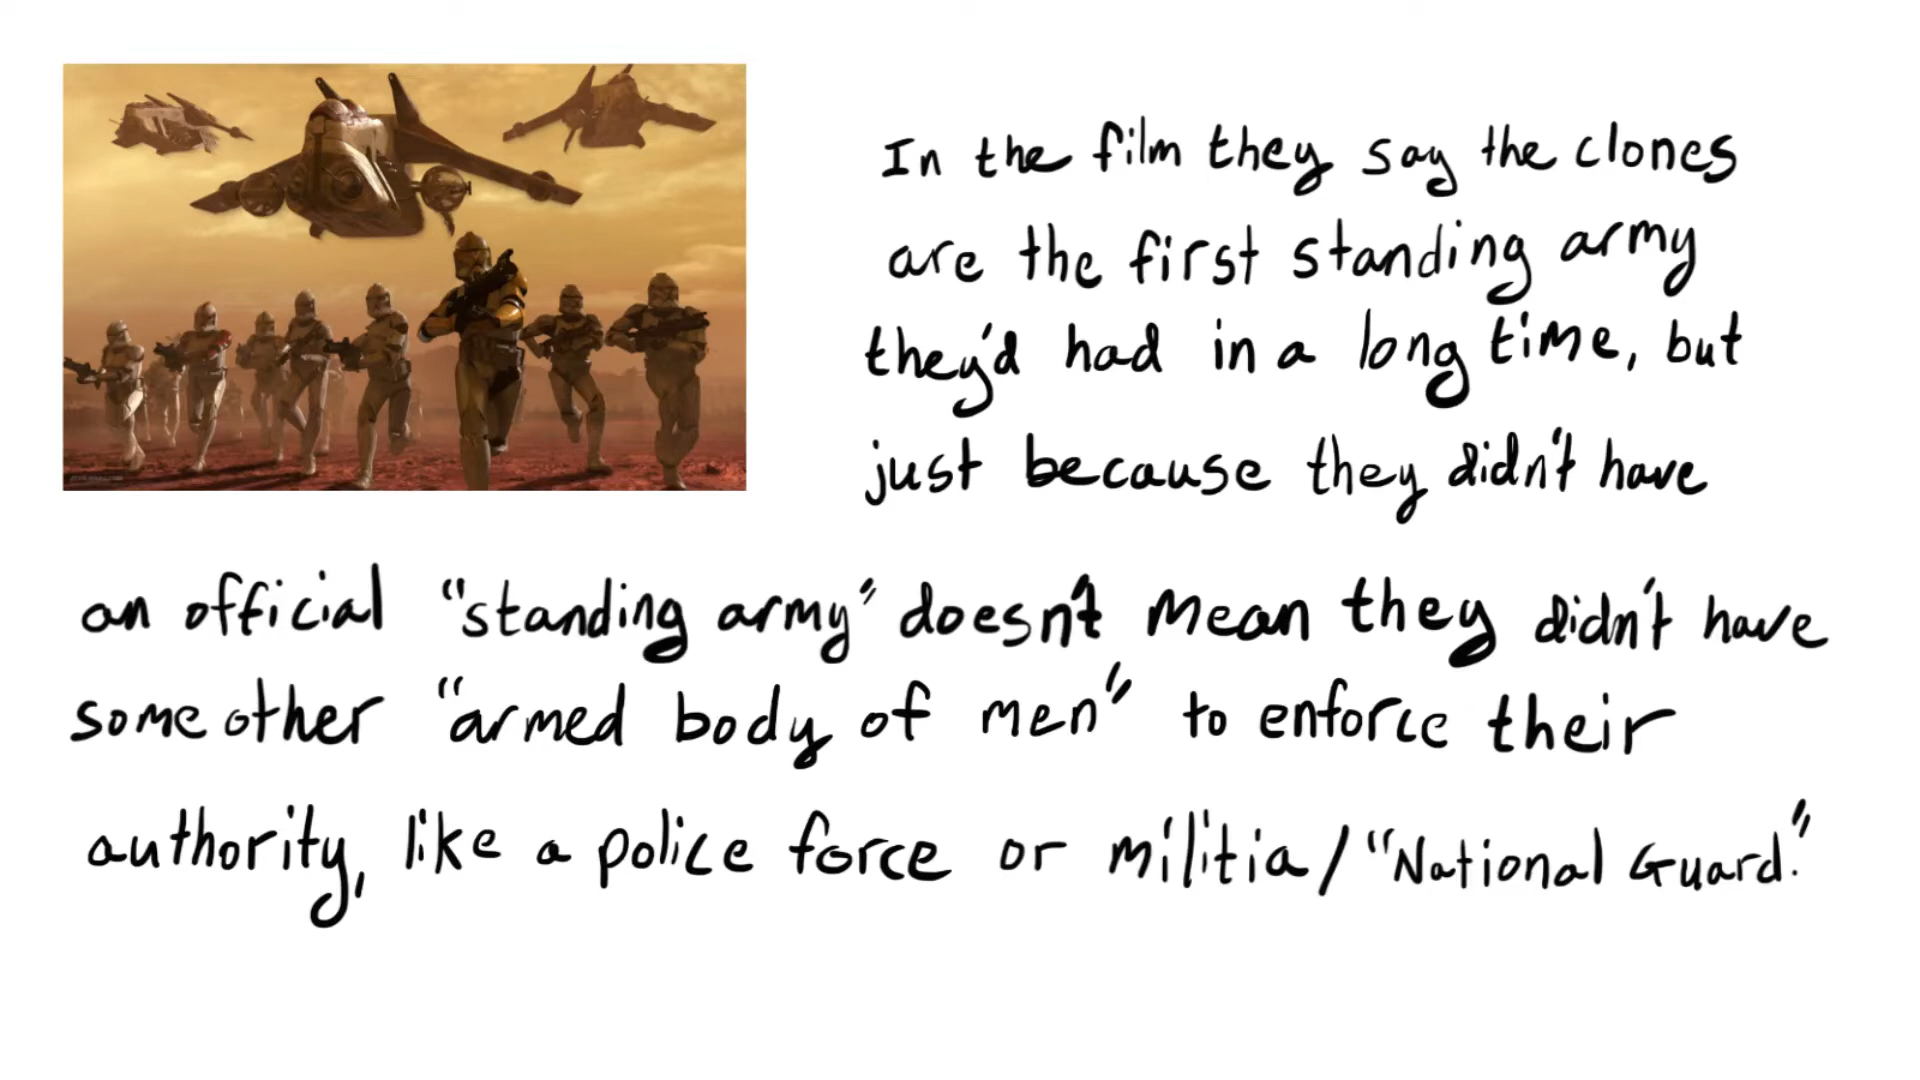 In the film they say the clones
are the first standing army
they'd had in a long time, but
just because they didn't have
an official "standing army" doesn't mean they didn't have
some other "armed body of men" to enforce their
authority, like a police force or militia/"National Guard."